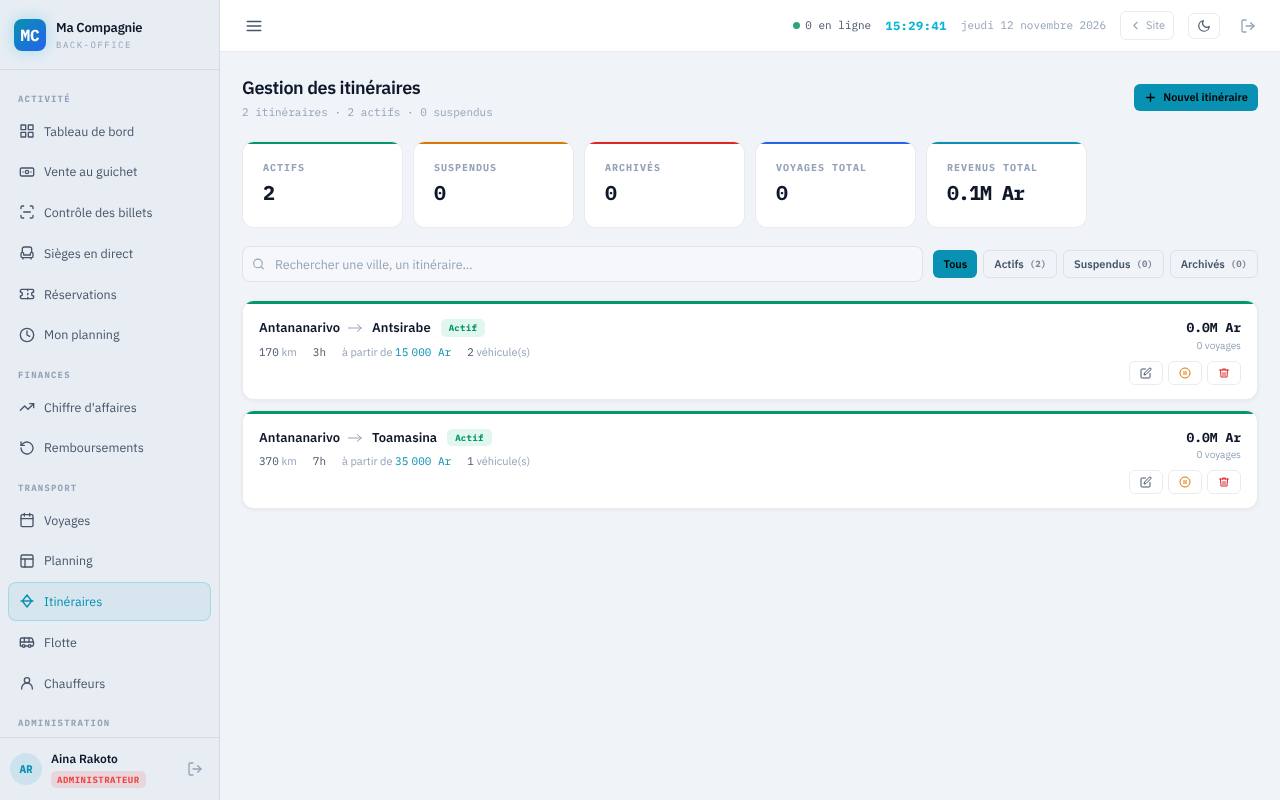 MC
Ma Compagnie
BACK-OFFICE
ACTIVITÉ
Tableau de bord
Vente au guichet
Contrôle des billets
Sièges en direct
Réservations
Mon planning
FINANCES
Chiffre d'affaires
Remboursements
TRANSPORT
Voyages
Planning
Itinéraires
Flotte
Chauffeurs
ADMINISTRATION
AR
Aina Rakoto
ADMINISTRATEUR
0 en ligne 15:29:41 jeudi 12 novembre 2026 Site
Gestion des itinéraires
2 itinéraires · 2 actifs · 0 suspendus
Nouvel itinéraire
ACTIFS
2
SUSPENDUS
0
ARCHIVÉS
0
VOYAGES TOTAL
0
REVENUS TOTAL
0.1M Ar
Rechercher une ville, un itinéraire...
Tous Actifs (2) Suspendus (0) Archivés (0)
Antananarivo → Antsirabe Actif
170 km 3h à partir de 15 000 Ar 2 véhicule(s)
0.0M Ar
0 voyages
Antananarivo → Toamasina Actif
370 km 7h à partir de 35 000 Ar 1 véhicule(s)
0.0M Ar
0 voyages